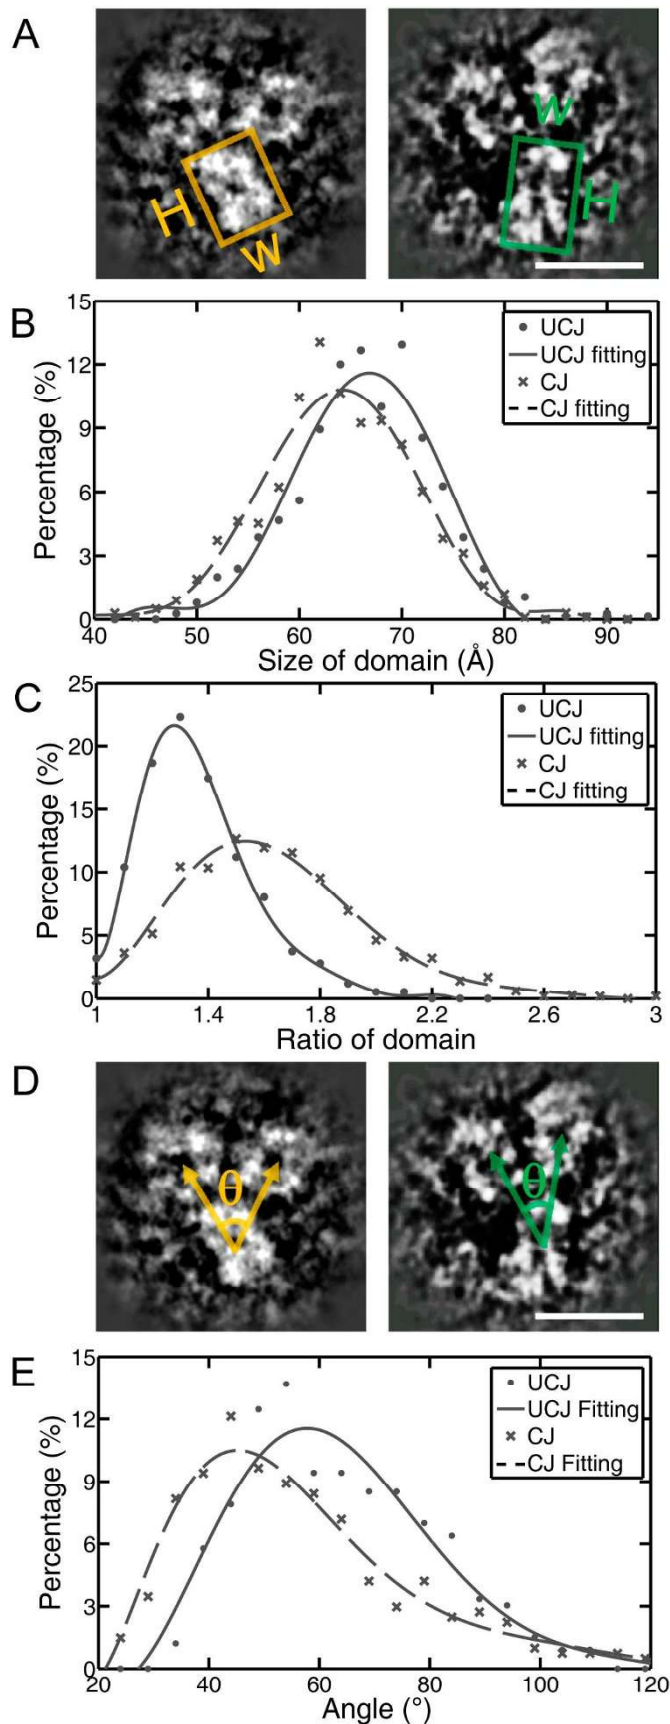 A
H
W
W
H
B
15
12
9
6
3
0
Percentage (%)
UCJ
UCJ fitting
CJ
CJ fitting
40 50 60 70 80 90
Size of domain (Å)
C
25
20
15
10
5
0
Percentage (%)
UCJ
UCJ fitting
CJ
CJ fitting
1 1.4 1.8 2.2 2.6 3
Ratio of domain
D
θ
θ
E
15
12
9
6
3
0
Percentage (%)
UCJ
UCJ Fitting
CJ
CJ Fitting
20 40 60 80 100 120
Angle (°)